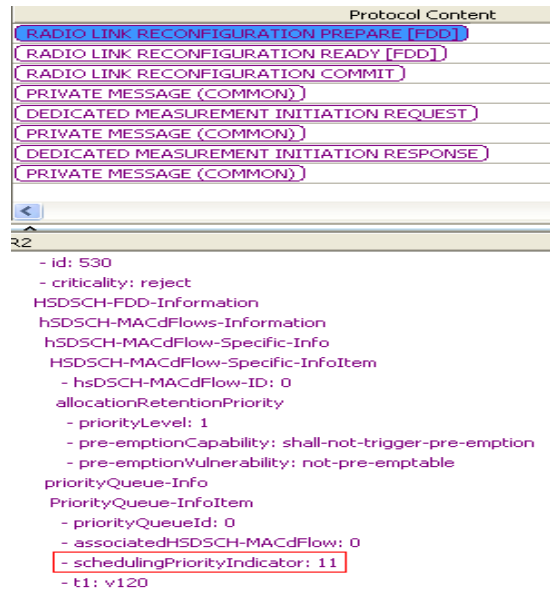 Protocol Content
RADIO LINK RECONFIGURATION PREPARE [FDD]
RADIO LINK RECONFIGURATION READY [FDD]
RADIO LINK RECONFIGURATION COMMIT
PRIVATE MESSAGE (COMMON)
DEDICATED MEASUREMENT INITIATION REQUEST
PRIVATE MESSAGE (COMMON)
DEDICATED MEASUREMENT INITIATION RESPONSE
PRIVATE MESSAGE (COMMON)
R2
- id: 530
- criticality: reject
HSDSCH-FDD-Information
hSDSCH-MACdFlows-Information
hSDSCH-MACdFlow-Specific-Info
HSDSCH-MACdFlow-Specific-InfoItem
- hsDSCH-MACdFlow-ID: 0
allocationRetentionPriority
- priorityLevel: 1
- pre-emptionCapability: shall-not-trigger-pre-emption
- pre-emptionVulnerability: not-pre-emptable
priorityQueue-Info
PriorityQueue-InfoItem
- priorityQueueId: 0
- associatedHSDSCH-MACdFlow: 0
- schedulingPriorityIndicator: 11
- t1: v120